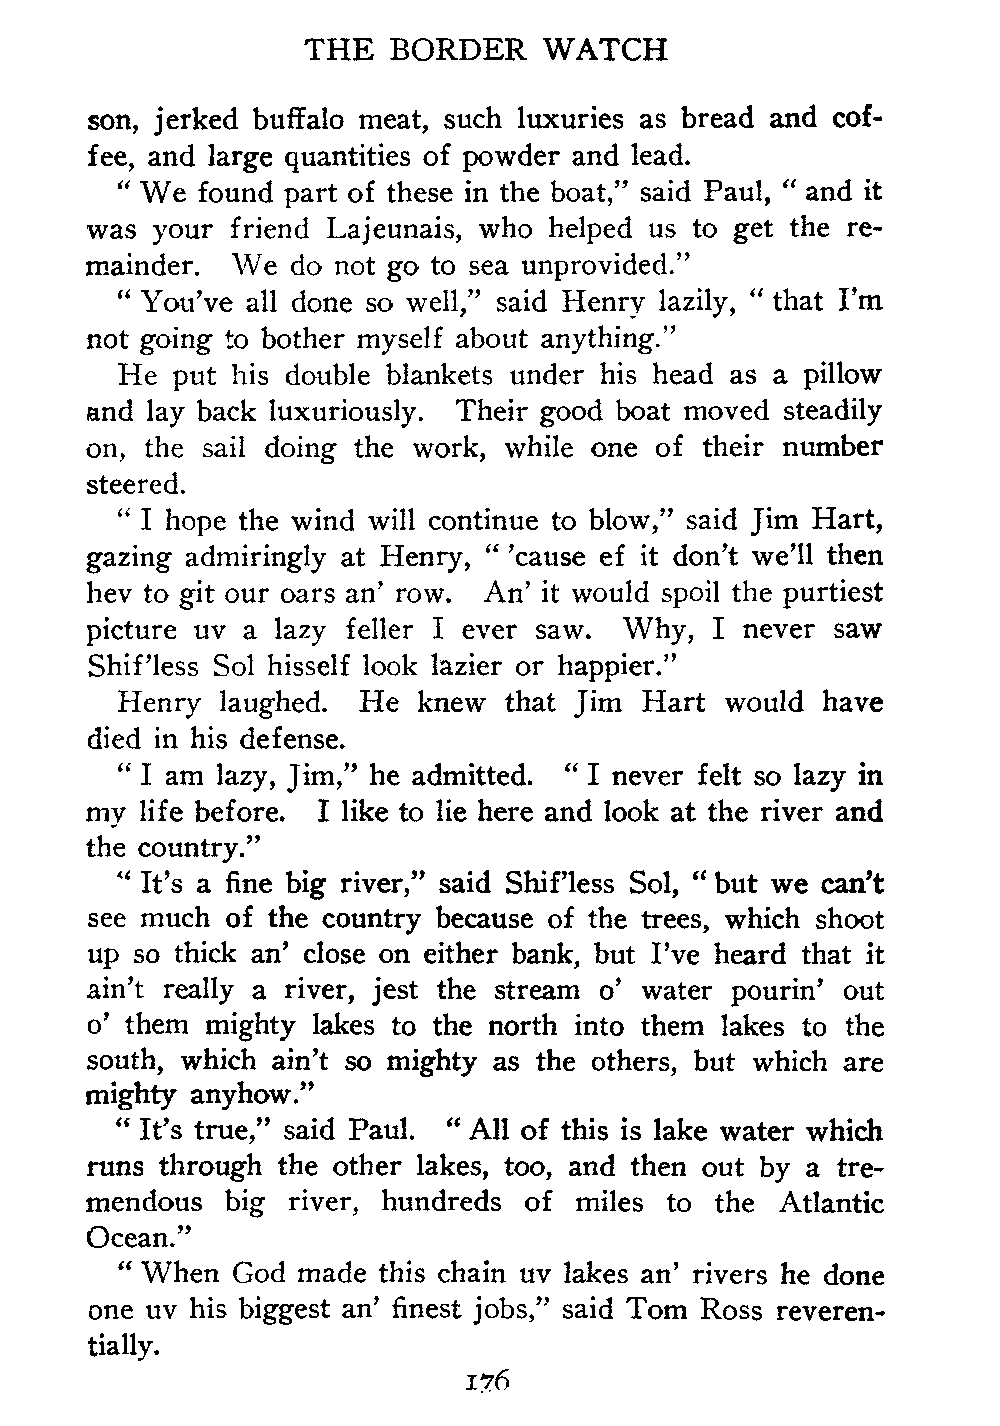 THE BORDER WATCH
son, jerked buffalo meat, such luxuries as bread and cof-
fee, and large quantities of powder and lead.
“ We found part of these in the boat,” said Paul, “ and it
was your friend Lajeunais, who helped us to get the re-
mainder. We do not go to sea unprovided.”
“ You’ve all done so well,” said Henry lazily, “ that I’m
not going to bother myself about anything.”
He put his double blankets under his head as a pillow
and lay back luxuriously. Their good boat moved steadily
on, the sail doing the work, while one of their number
steered.
“ I hope the wind will continue to blow,” said Jim Hart,
gazing admiringly at Henry, “ ’cause ef it don’t we’ll then
hev to git our oars an’ row. An’ it would spoil the purtiest
picture uv a lazy feller I ever saw. Why, I never saw
Shif’less Sol hisself look lazier or happier.”
Henry laughed. He knew that Jim Hart would have
died in his defense.
“ I am lazy, Jim,” he admitted. “ I never felt so lazy in
my life before. I like to lie here and look at the river and
the country.”
“ It’s a fine big river,” said Shif’less Sol, “ but we can’t
see much of the country because of the trees, which shoot
up so thick an’ close on either bank, but I’ve heard that it
ain’t really a river, jest the stream o’ water pourin’ out
o’ them mighty lakes to the north into them lakes to the
south, which ain’t so mighty as the others, but which are
mighty anyhow.”
“ It’s true,” said Paul. “ All of this is lake water which
runs through the other lakes, too, and then out by a tre-
mendous big river, hundreds of miles to the Atlantic
Ocean.”
“ When God made this chain uv lakes an’ rivers he done
one uv his biggest an’ finest jobs,” said Tom Ross reveren-
tially.
176